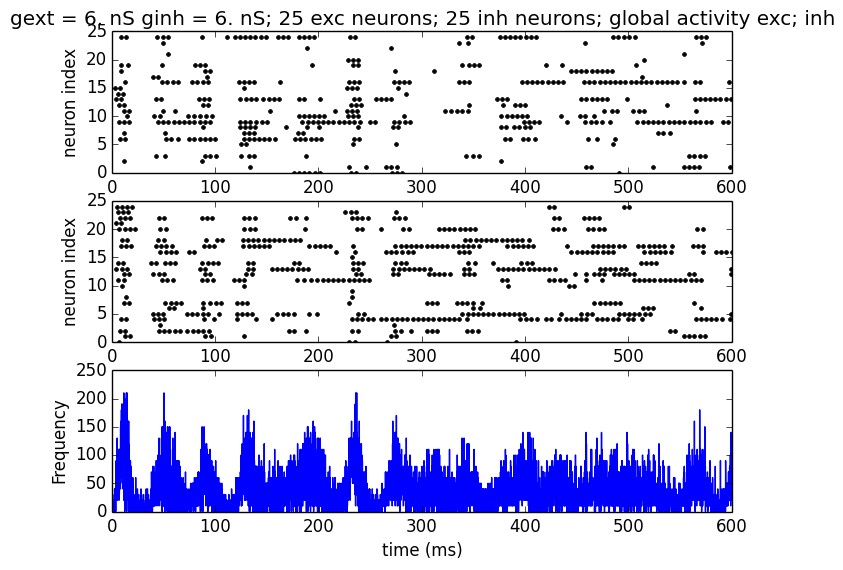 gext = 6. nS ginh = 6. nS; 25 exc neurons; 25 inh neurons; global activity exc; inh
25
20
15
10
5
0
neuron index
0 100 200 300 400 500 600
25
20
15
10
5
0
neuron index
0 100 200 300 400 500 600
250
200
150
100
50
0
Frequency
0 100 200 300 400 500 600
time (ms)